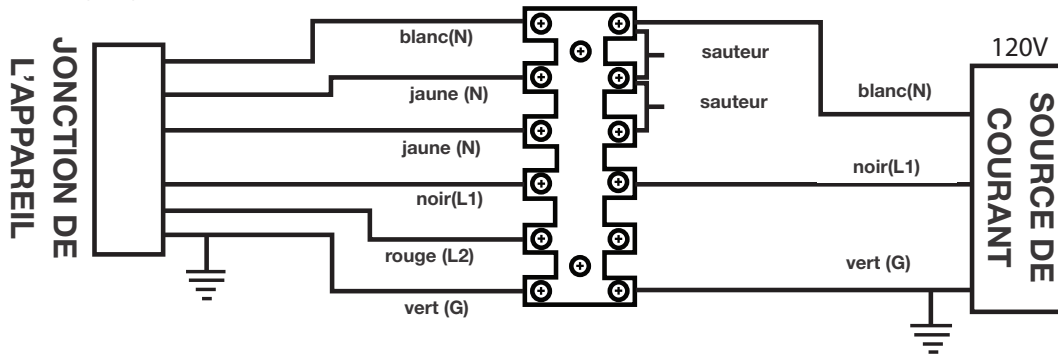 JONCTION DE
L'APPAREIL
blanc(N)
jaune (N)
jaune (N)
noir(L1)
rouge (L2)
vert (G)
sauteur
sauteur
blanc(N)
noir(L1)
vert (G)
120V
SOURCE DE
COURANT